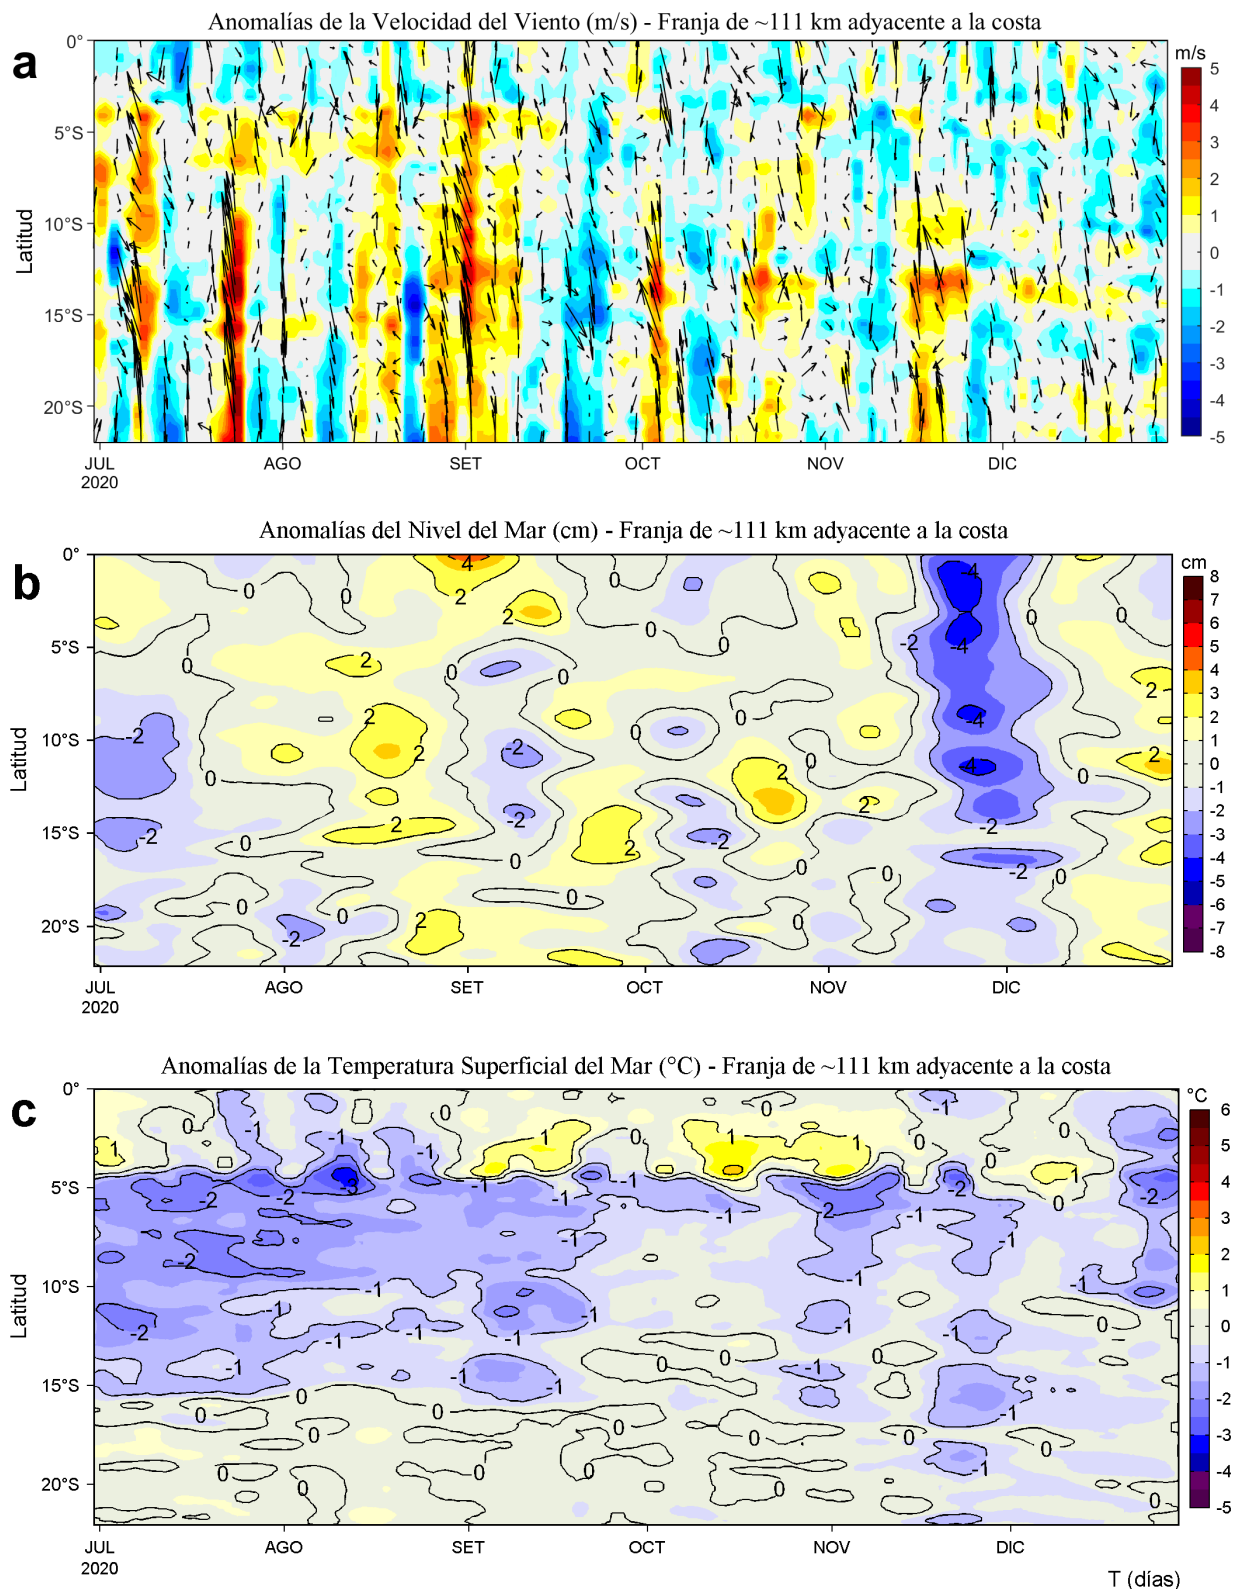 Anomalías de la Velocidad del Viento (m/s) - Franja de ~111 km adyacente a la costa
a
m/s
0°
5°S
10°S
15°S
20°S
Latitud
5
4
3
2
1
0
-1
-2
-3
-4
-5
JUL AGO SET OCT NOV DIC
2020
Anomalías del Nivel del Mar (cm) - Franja de ~111 km adyacente a la costa
b
cm
0°
5°S
10°S
15°S
20°S
Latitud
8
7
6
5
4
3
2
1
0
-1
-2
-3
-4
-5
-6
-7
-8
JUL AGO SET OCT NOV DIC
2020
Anomalías de la Temperatura Superficial del Mar (°C) - Franja de ~111 km adyacente a la costa
c
°C
0°
5°S
10°S
15°S
20°S
Latitud
6
5
4
3
2
1
0
-1
-2
-3
-4
-5
JUL AGO SET OCT NOV DIC
2020
T (días)